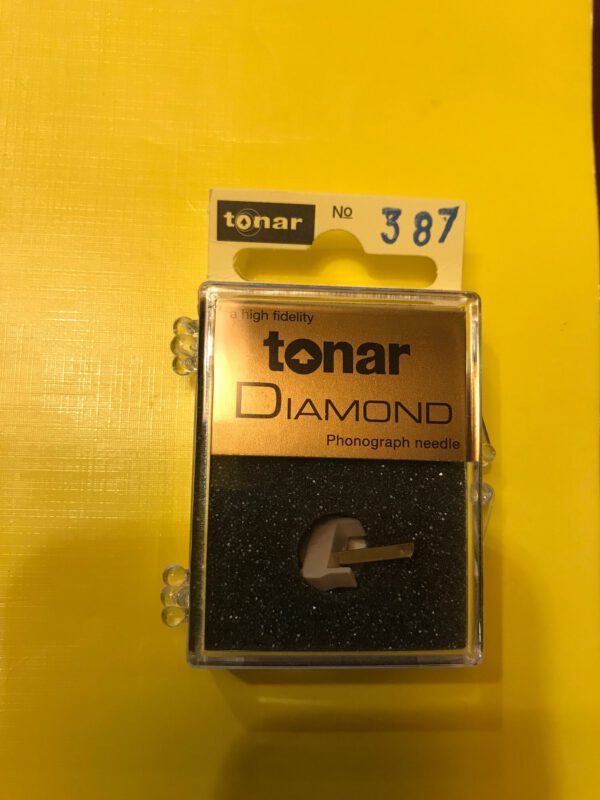 tonar No 387
a high fidelity
tonar
DIAMOND
Phonograph needle